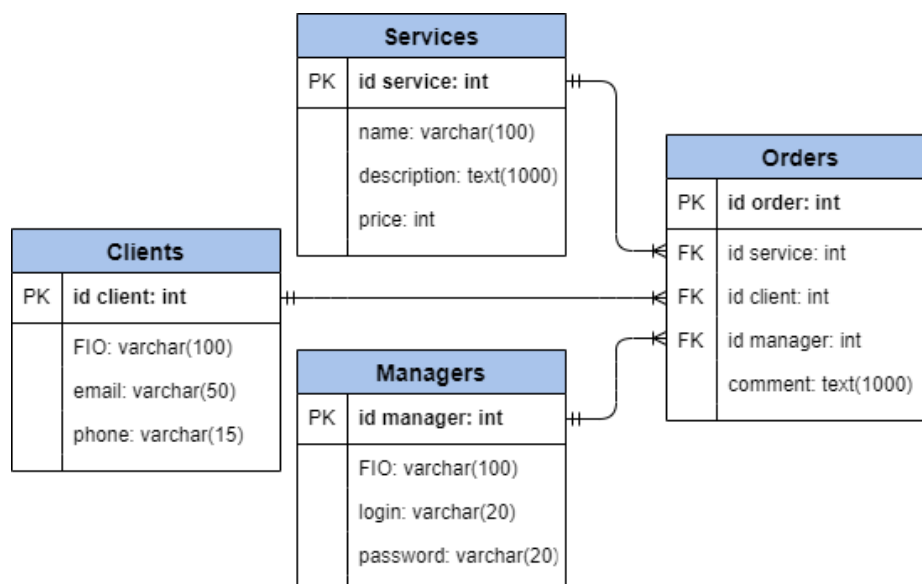 Services
PK id service: int
name: varchar(100)
description: text(1000)
price: int
Orders
PK id order: int
FK id service: int
FK id client: int
FK id manager: int
comment: text(1000)
Clients
PK id client: int
FIO: varchar(100)
email: varchar(50)
phone: varchar(15)
Managers
PK id manager: int
FIO: varchar(100)
login: varchar(20)
password: varchar(20)